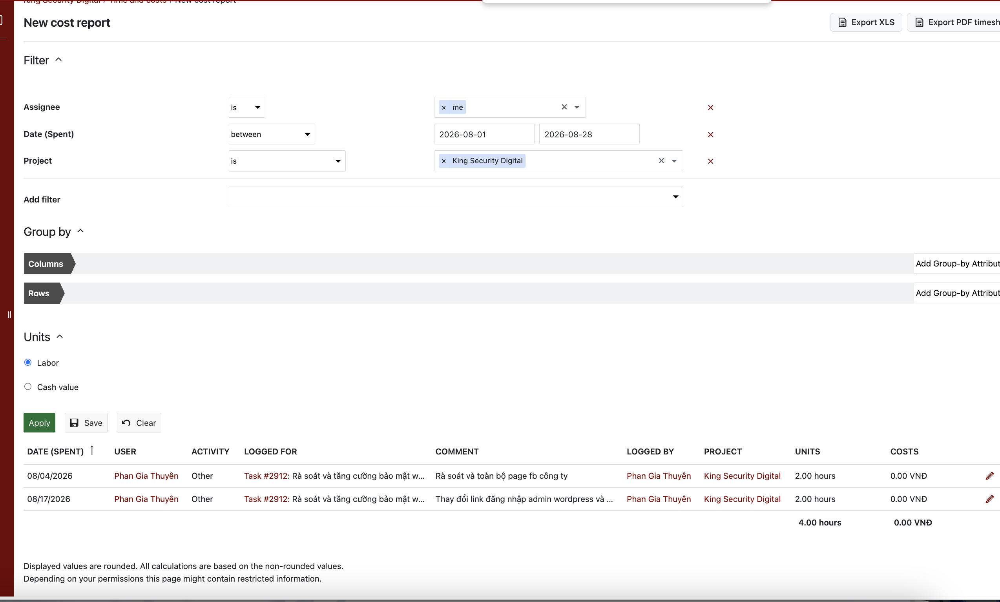 New cost report
Export XLS
Export PDF timesh
Filter
Assignee
is
× me
Date (Spent)
between
2026-08-01
2026-08-28
Project
is
× King Security Digital
Add filter
Group by
Columns
Add Group-by Attribut
Rows
Add Group-by Attribut
Units
Labor
Cash value
Apply
Save
Clear
DATE (SPENT) USER ACTIVITY LOGGED FOR COMMENT LOGGED BY PROJECT UNITS COSTS
08/04/2026 Phan Gia Thuyên Other Task #2912: Rà soát và tăng cường bảo mật w... Rà soát và toàn bộ page fb công ty Phan Gia Thuyên King Security Digital 2.00 hours 0.00 VNĐ
08/17/2026 Phan Gia Thuyên Other Task #2912: Rà soát và tăng cường bảo mật w... Thay đổi link đăng nhập admin wordpress và ... Phan Gia Thuyên King Security Digital 2.00 hours 0.00 VNĐ
4.00 hours 0.00 VNĐ
Displayed values are rounded. All calculations are based on the non-rounded values.
Depending on your permissions this page might contain restricted information.